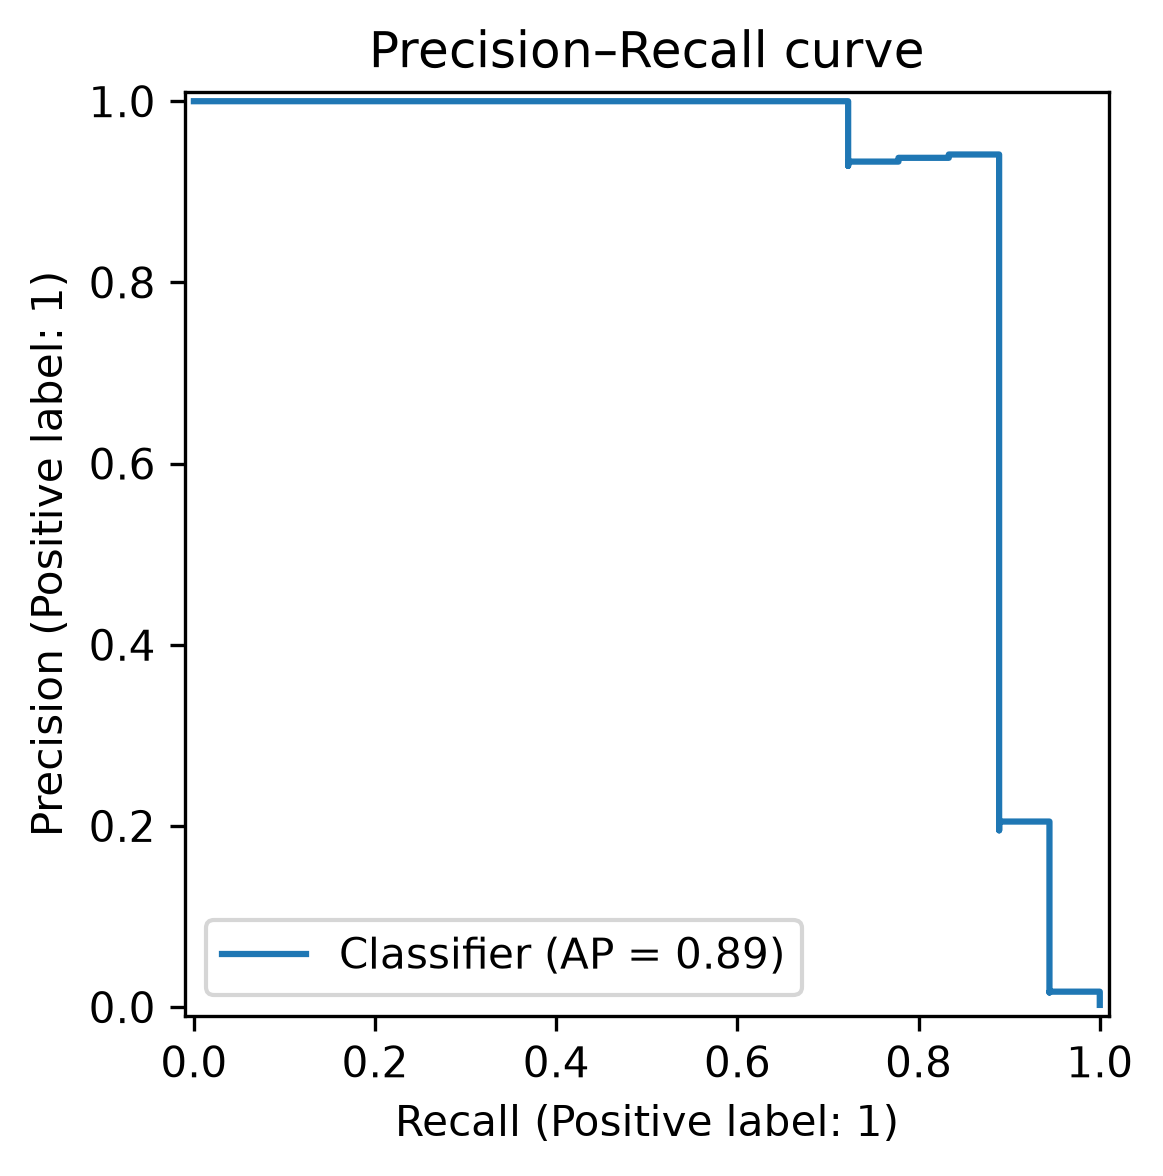 Precision–Recall curve
1.0
0.8
0.6
0.4
0.2
0.0
Precision (Positive label: 1)
Classifier (AP = 0.89)
0.0 0.2 0.4 0.6 0.8 1.0
Recall (Positive label: 1)